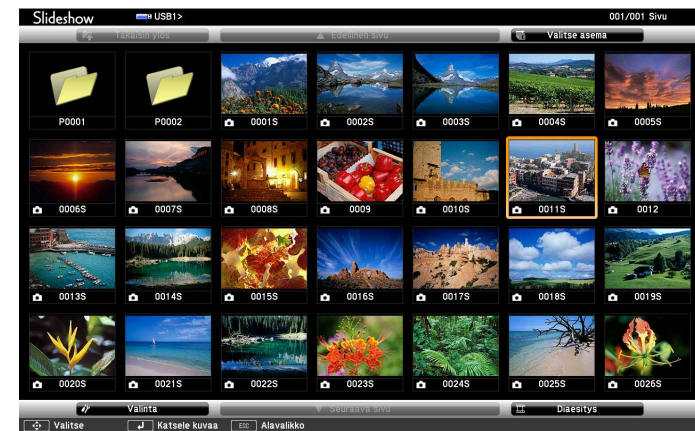 Slideshow USB1> 001/001 Sivu
Takaisin ylös Edellinen sivu Valitse asema
P0001 P0002 0001S 0002S 0003S 0004S 0005S
0006S 0007S 0008S 0009 0010S 0011S 0012
0013S 0014S 0015S 0016S 0017S 0018S 0019S
0020S 0021S 0022S 0023S 0024S 0025S 0026S
Valinta Seuraava sivu Diaesitys
Valitse Katsele kuvaa ESC Alavalikko